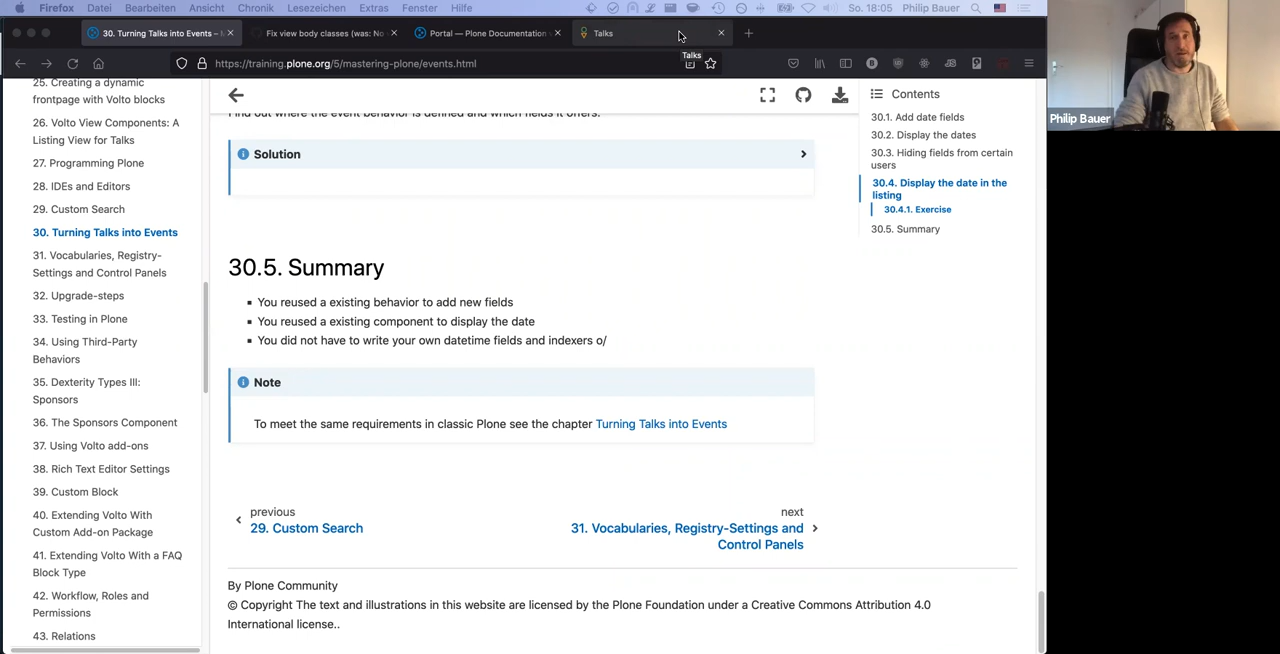 Firefox Datei Bearbeiten Ansicht Chronik Lesezeichen Extras Fenster Hilfe So. 18:05 Philip Bauer
30. Turning Talks into Events –
Fix view body classes (was: No
Portal — Plone Documentation
Talks
https://training.plone.org/5/mastering-plone/events.html
Talks
Philip Bauer
25. Creating a dynamic
frontpage with Volto blocks
26. Volto View Components: A
Listing View for Talks
27. Programming Plone
28. IDEs and Editors
29. Custom Search
30. Turning Talks into Events
31. Vocabularies, Registry-
Settings and Control Panels
32. Upgrade-steps
33. Testing in Plone
34. Using Third-Party
Behaviors
35. Dexterity Types III:
Sponsors
36. The Sponsors Component
37. Using Volto add-ons
38. Rich Text Editor Settings
39. Custom Block
40. Extending Volto With
Custom Add-on Package
41. Extending Volto With a FAQ
Block Type
42. Workflow, Roles and
Permissions
43. Relations
Find out where the event behavior is defined and which fields it offers.
Solution
30.5. Summary
You reused a existing behavior to add new fields
You reused a existing component to display the date
You did not have to write your own datetime fields and indexers o/
Note
To meet the same requirements in classic Plone see the chapter Turning Talks into Events
previous
29. Custom Search
next
31. Vocabularies, Registry-Settings and
Control Panels
By Plone Community
© Copyright The text and illustrations in this website are licensed by the Plone Foundation under a Creative Commons Attribution 4.0
International license..
Contents
30.1. Add date fields
30.2. Display the dates
30.3. Hiding fields from certain
users
30.4. Display the date in the
listing
30.4.1. Exercise
30.5. Summary